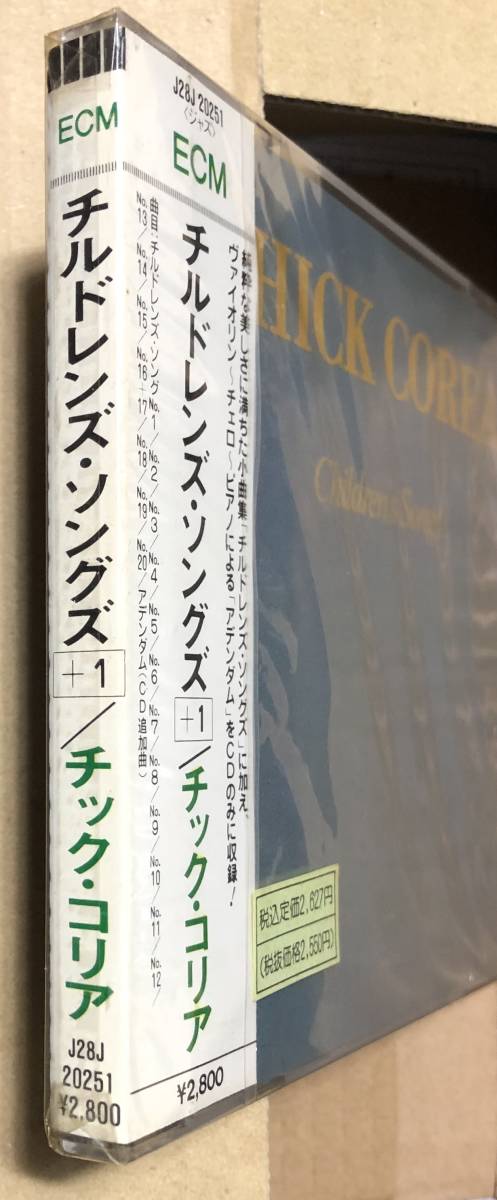 ECM
チルドレンズ・ソングズ +1 /チック・コリア
J28J
20251
¥2,800
J28J 20251
〈ジャズ〉
ECM
チルドレンズ・ソングズ +1 /チック・コリア
¥2,800
純粋な美しさに満ちた小曲集「チルドレンズ・ソングズ」に加え、
ヴァイオリン〜チェロ〜ピアノによる「アデンダム」をCDのみに収録!
曲目:チルドレンズ・ソングNo.1/No.2/No.3/No.4/No.5/No.6/No.7/No.8/No.9/No.10/No.11/No.12/
No.13/No.14/No.15/No.16+17/No.18/No.19/No.20/アデンダム(CD追加曲)
HICK COREA
Children
税込定価2,627円
(税抜価格2,550円)